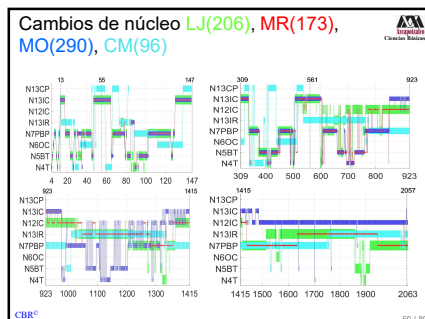 Cambios de núcleo LJ(206), MR(173),
MO(290), CM(96)
Azcapotzalco
Ciencias Básicas
13 55 147
N13CP
N13IC
N12IC
N13IR
N7PBP
N6OC
N5BT
N4T
4 20 40 60 80 100 120 147
309 561 923
N13CP
N13IC
N12IC
N13IR
N7PBP
N6OC
N5BT
N4T
309 400 500 600 700 800 923
923 1415
N13CP
N13IC
N12IC
N13IR
N7PBP
N6OC
N5BT
N4T
923 1000 1100 1200 1300 1415
1415 2057
N13CP
N13IC
N12IC
N13IR
N7PBP
N6OC
N5BT
N4T
1415 1500 1600 1700 1800 1900 2063
CBR©